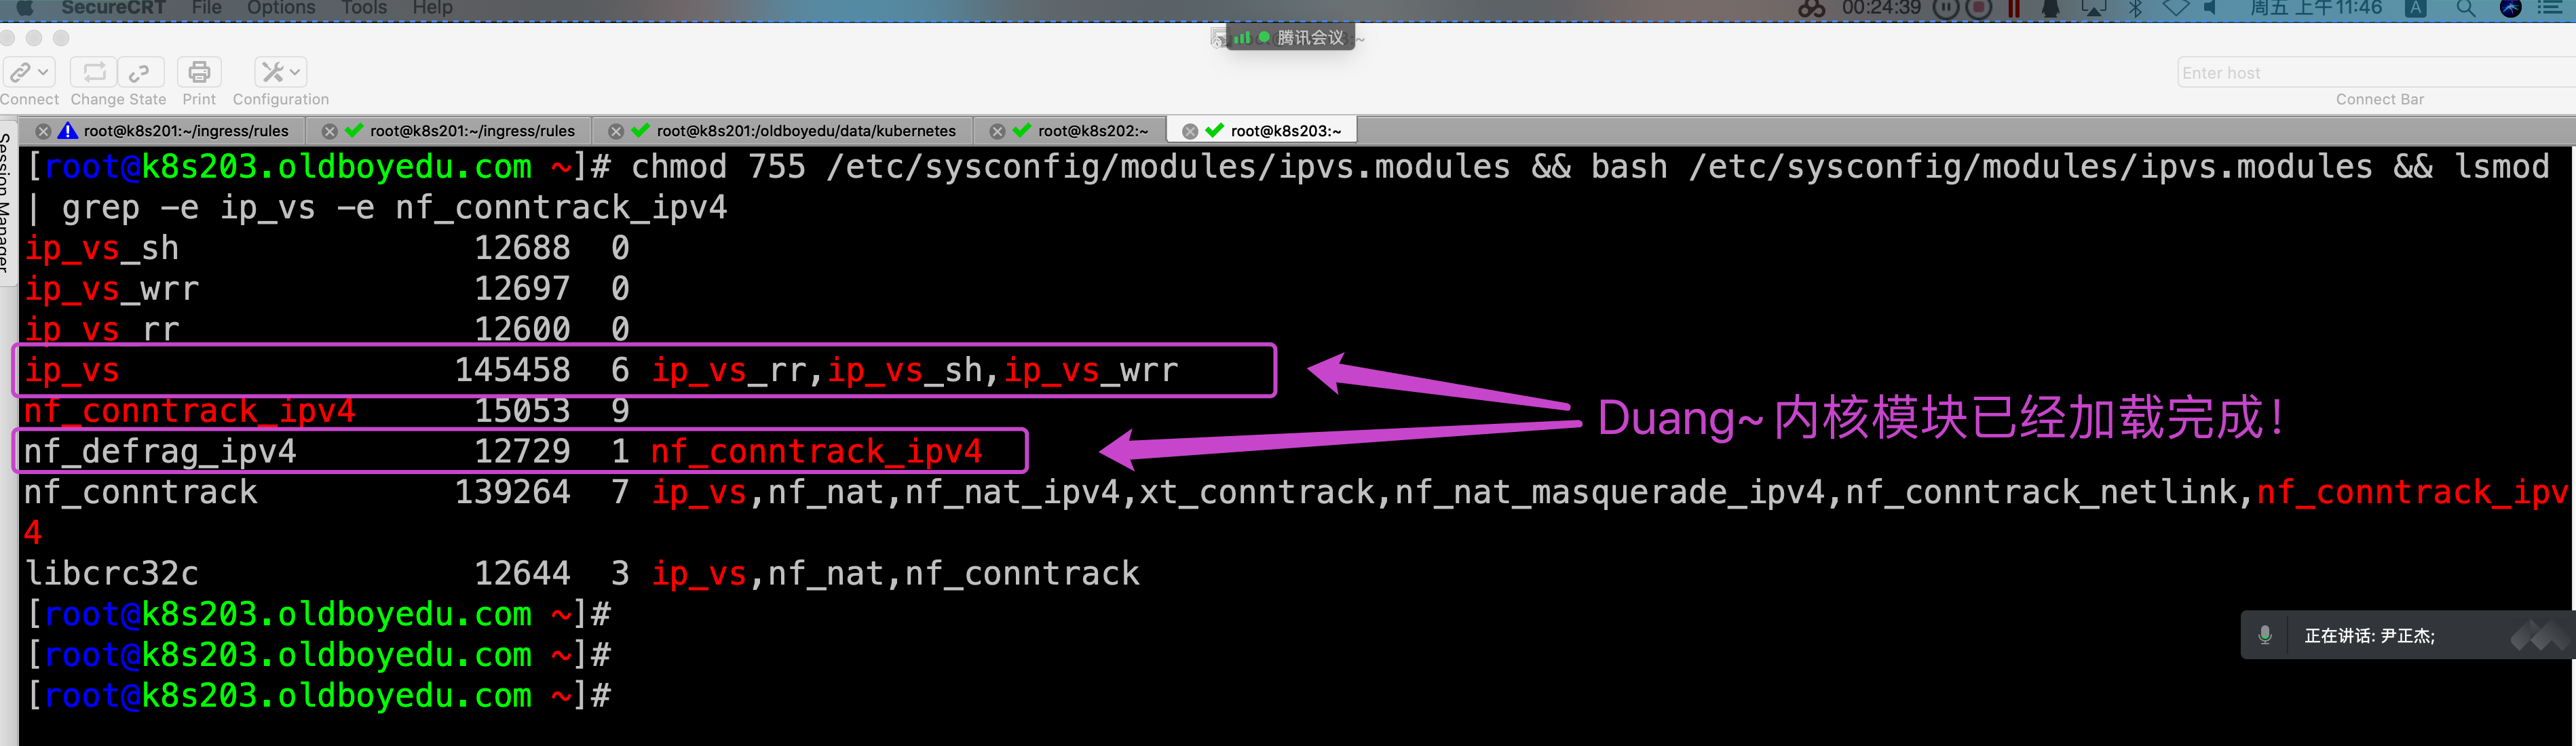 SecureCRT File Options Tools Help 00:24:39 周五 上午11:46 A
腾讯会议
Enter host
Connect Change State Print Configuration Connect Bar
Session Manager
root@k8s201:~/ingress/rules root@k8s201:~/ingress/rules root@k8s201:/oldboyedu/data/kubernetes root@k8s202:~ root@k8s203:~
[root@k8s203.oldboyedu.com ~]# chmod 755 /etc/sysconfig/modules/ipvs.modules && bash /etc/sysconfig/modules/ipvs.modules && lsmod
| grep -e ip_vs -e nf_conntrack_ipv4
ip_vs_sh 12688 0
ip_vs_wrr 12697 0
ip_vs_rr 12600 0
ip_vs 145458 6 ip_vs_rr,ip_vs_sh,ip_vs_wrr
nf_conntrack_ipv4 15053 9
Duang~内核模块已经加载完成!
nf_defrag_ipv4 12729 1 nf_conntrack_ipv4
nf_conntrack 139264 7 ip_vs,nf_nat,nf_nat_ipv4,xt_conntrack,nf_nat_masquerade_ipv4,nf_conntrack_netlink,nf_conntrack_ipv
4
libcrc32c 12644 3 ip_vs,nf_nat,nf_conntrack
[root@k8s203.oldboyedu.com ~]#
正在讲话: 尹正杰;
[root@k8s203.oldboyedu.com ~]#
[root@k8s203.oldboyedu.com ~]#